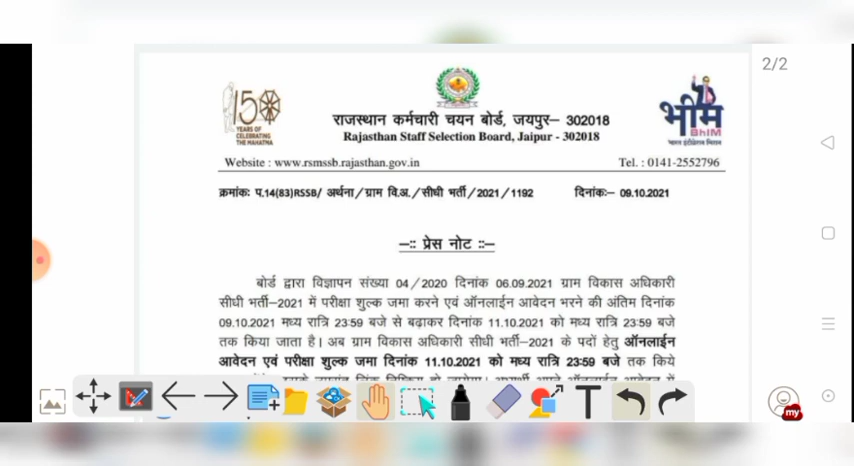 2/2
150
YEARS OF
CELEBRATING
THE MAHATMA
राजस्थान कर्मचारी चयन बोर्ड, जयपुर– 302018
Rajasthan Staff Selection Board, Jaipur - 302018
भीम
BHIM
Website : www.rsmssb.rajasthan.gov.in
Tel. : 0141-2552796
क्रमांकः प.14(83)RSSB/ अर्थना/ग्राम वि.अ./सीधी भर्ती/2021/1192
दिनांकः– 09.10.2021
–:: प्रेस नोट ::–
बोर्ड द्वारा विज्ञापन संख्या 04/2020 दिनांक 06.09.2021 ग्राम विकास अधिकारी
सीधी भर्ती–2021 में परीक्षा शुल्क जमा करने एवं ऑनलाईन आवेदन भरने की अंतिम दिनांक
09.10.2021 मध्य रात्रि 23:59 बजे से बढ़ाकर दिनांक 11.10.2021 को मध्य रात्रि 23:59 बजे
तक किया जाता है। अब ग्राम विकास अधिकारी सीधी भर्ती–2021 के पदों हेतु ऑनलाईन
आवेदन एवं परीक्षा शुल्क जमा दिनांक 11.10.2021 को मध्य रात्रि 23:59 बजे तक किये
T
my